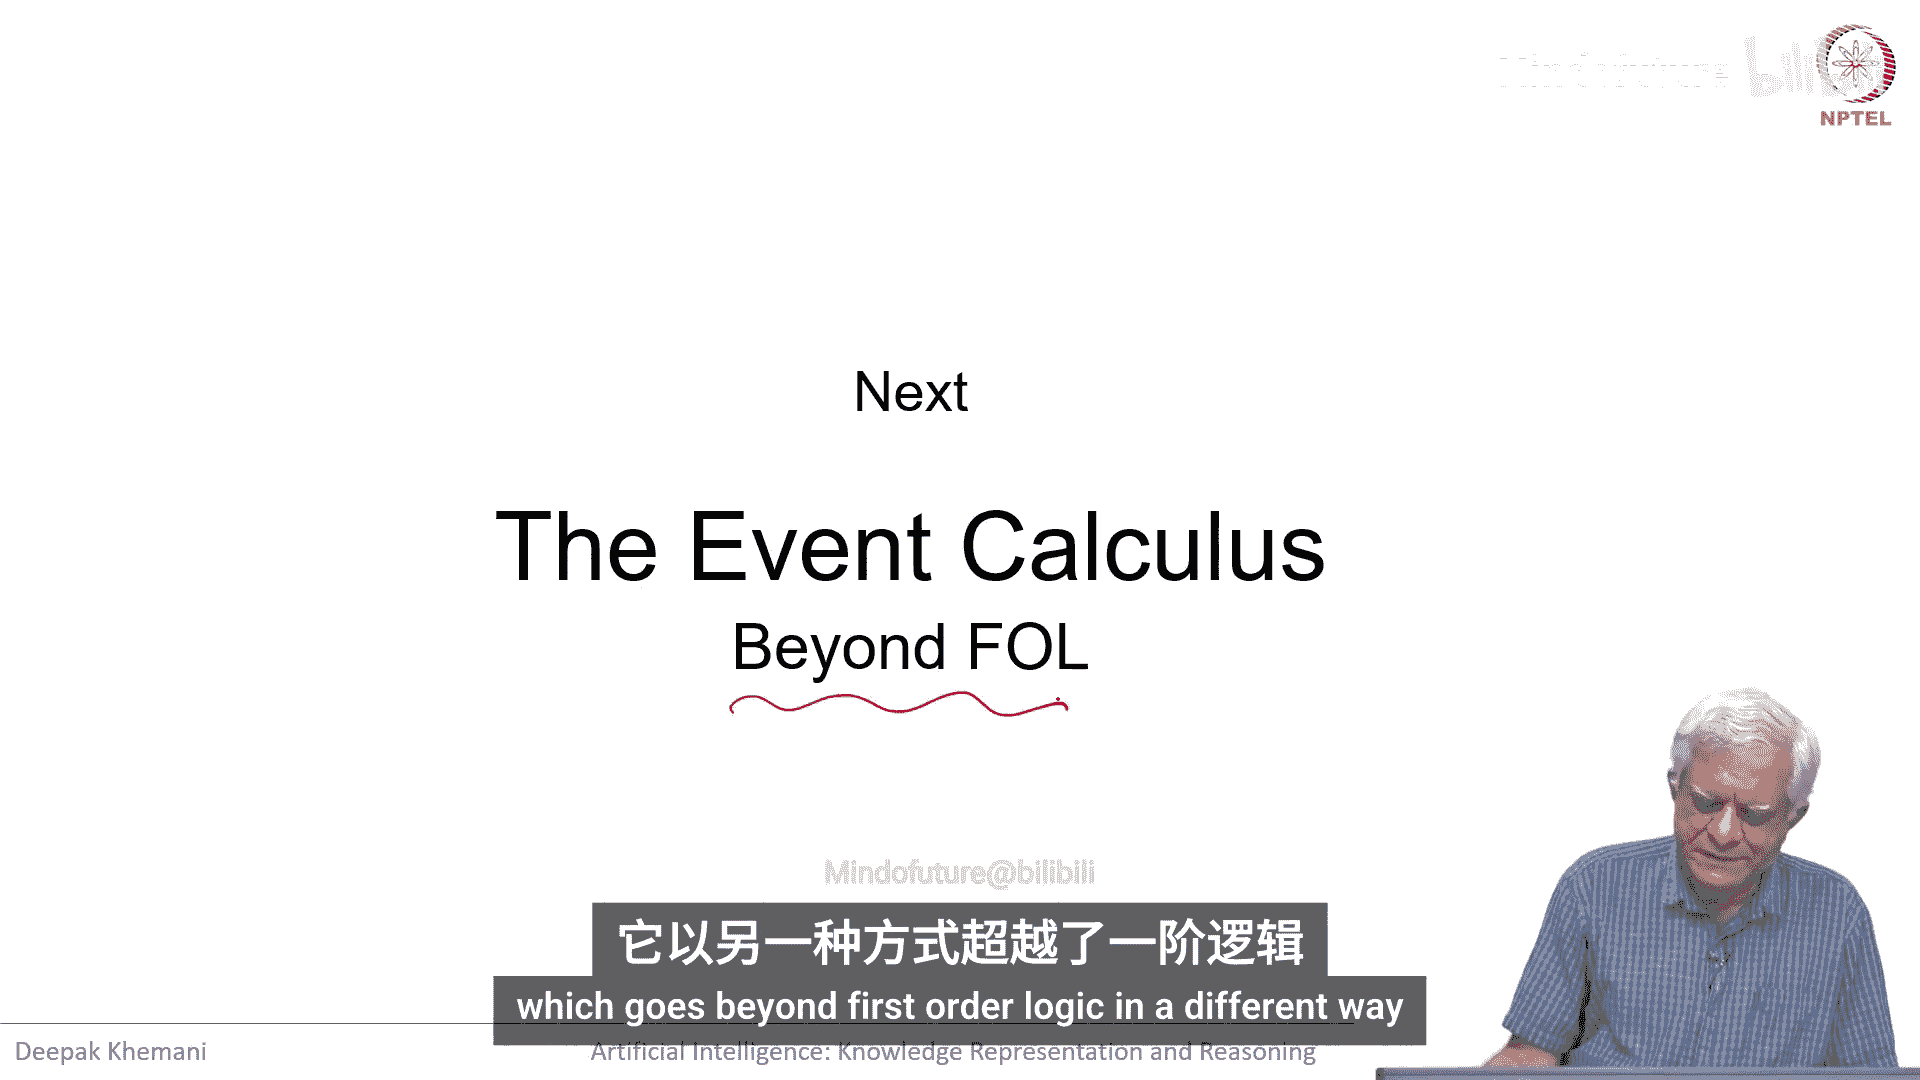 NPTEL
Next
The Event Calculus
Beyond FOL
Mindofuture@bilibili
它以另一种方式超越了一阶逻辑
which goes beyond first order logic in a different way
Deepak Khemani
Artificial Intelligence: Knowledge Representation and Reasoning